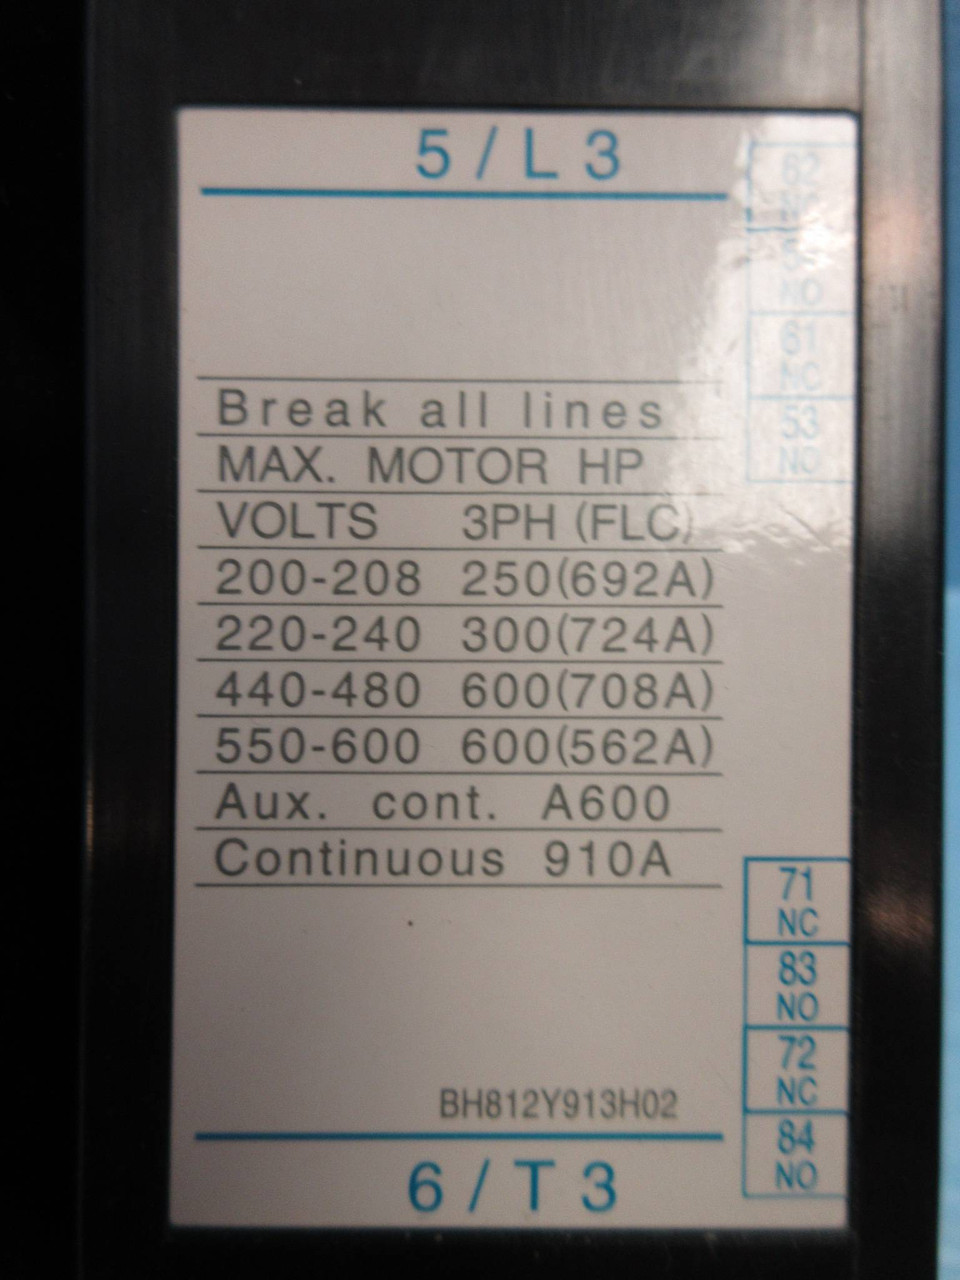 5/L3
62
NO
61
NC
53
NO
Break all lines
MAX. MOTOR HP
VOLTS 3PH (FLC)
200-208 250(692A)
220-240 300(724A)
440-480 600(708A)
550-600 600(562A)
Aux. cont. A600
Continuous 910A
71
NC
83
NO
72
NC
84
NO
BH812Y913H02
6/T3